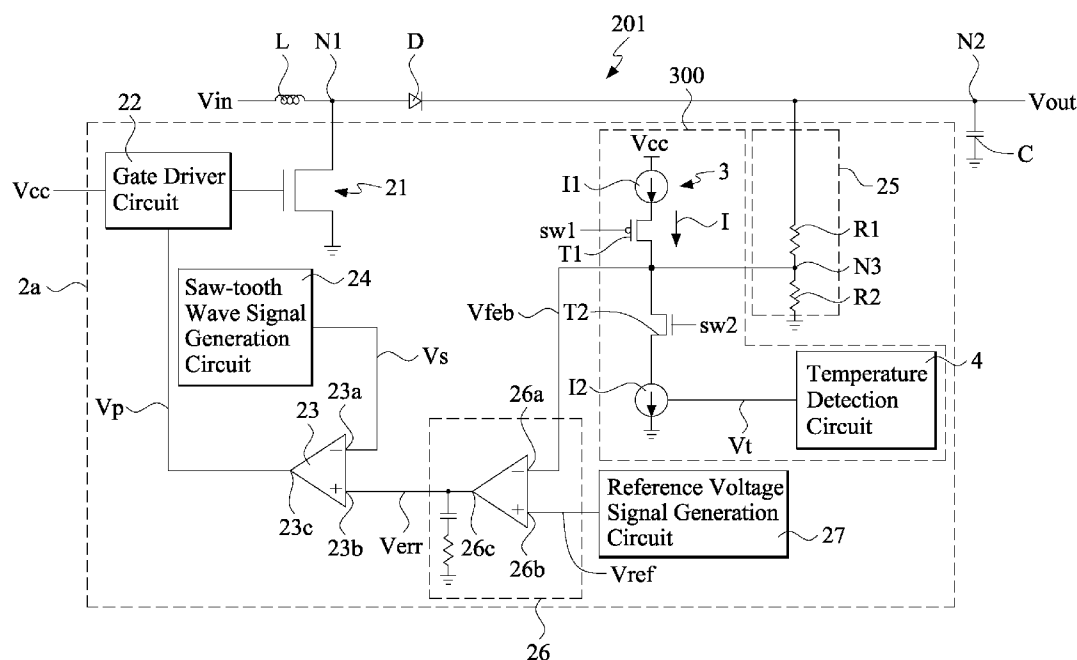 201
L
N1
D
N2
300
Vin
Vout
22
Vcc
C
Gate Driver
Circuit
Vcc
21
I1
3
25
sw1
I
T1
R1
N3
2a
24
Saw-tooth
Wave Signal
Generation
Circuit
Vfeb
T2
sw2
R2
Vs
4
Temperature
Detection
Circuit
Vp
23a
23
I2
26a
Vt
−
+
23c
23b
Verr
−
+
26c
26b
Reference Voltage
Signal Generation
Circuit
27
Vref
26